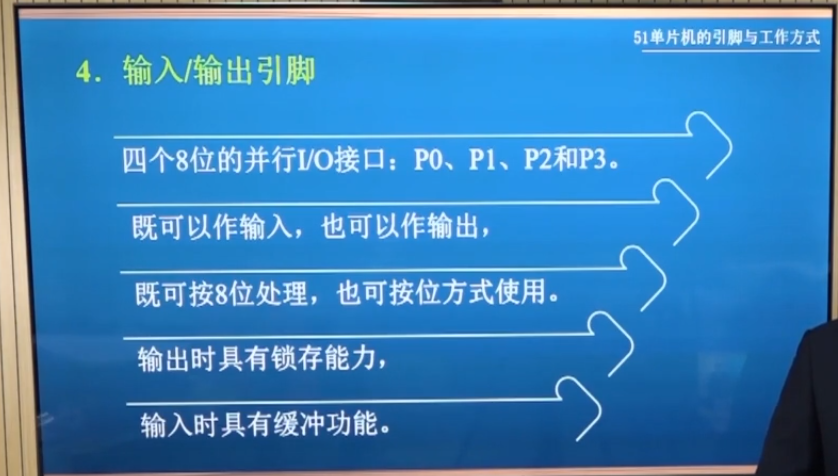 51单片机的引脚与工作方式
4. 输入/输出引脚
四个8位的并行I/O接口：P0、P1、P2和P3。
既可以作输入，也可以作输出，
既可按8位处理，也可按位方式使用。
输出时具有锁存能力，
输入时具有缓冲功能。